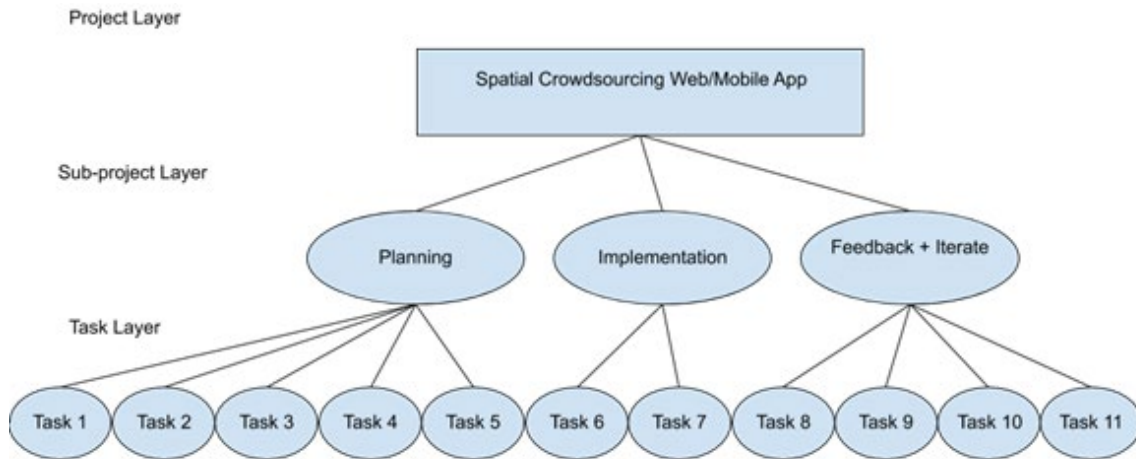 Project Layer
Spatial Crowdsourcing Web/Mobile App
Sub-project Layer
Planning
Implementation
Feedback + Iterate
Task Layer
Task 1
Task 2
Task 3
Task 4
Task 5
Task 6
Task 7
Task 8
Task 9
Task 10
Task 11